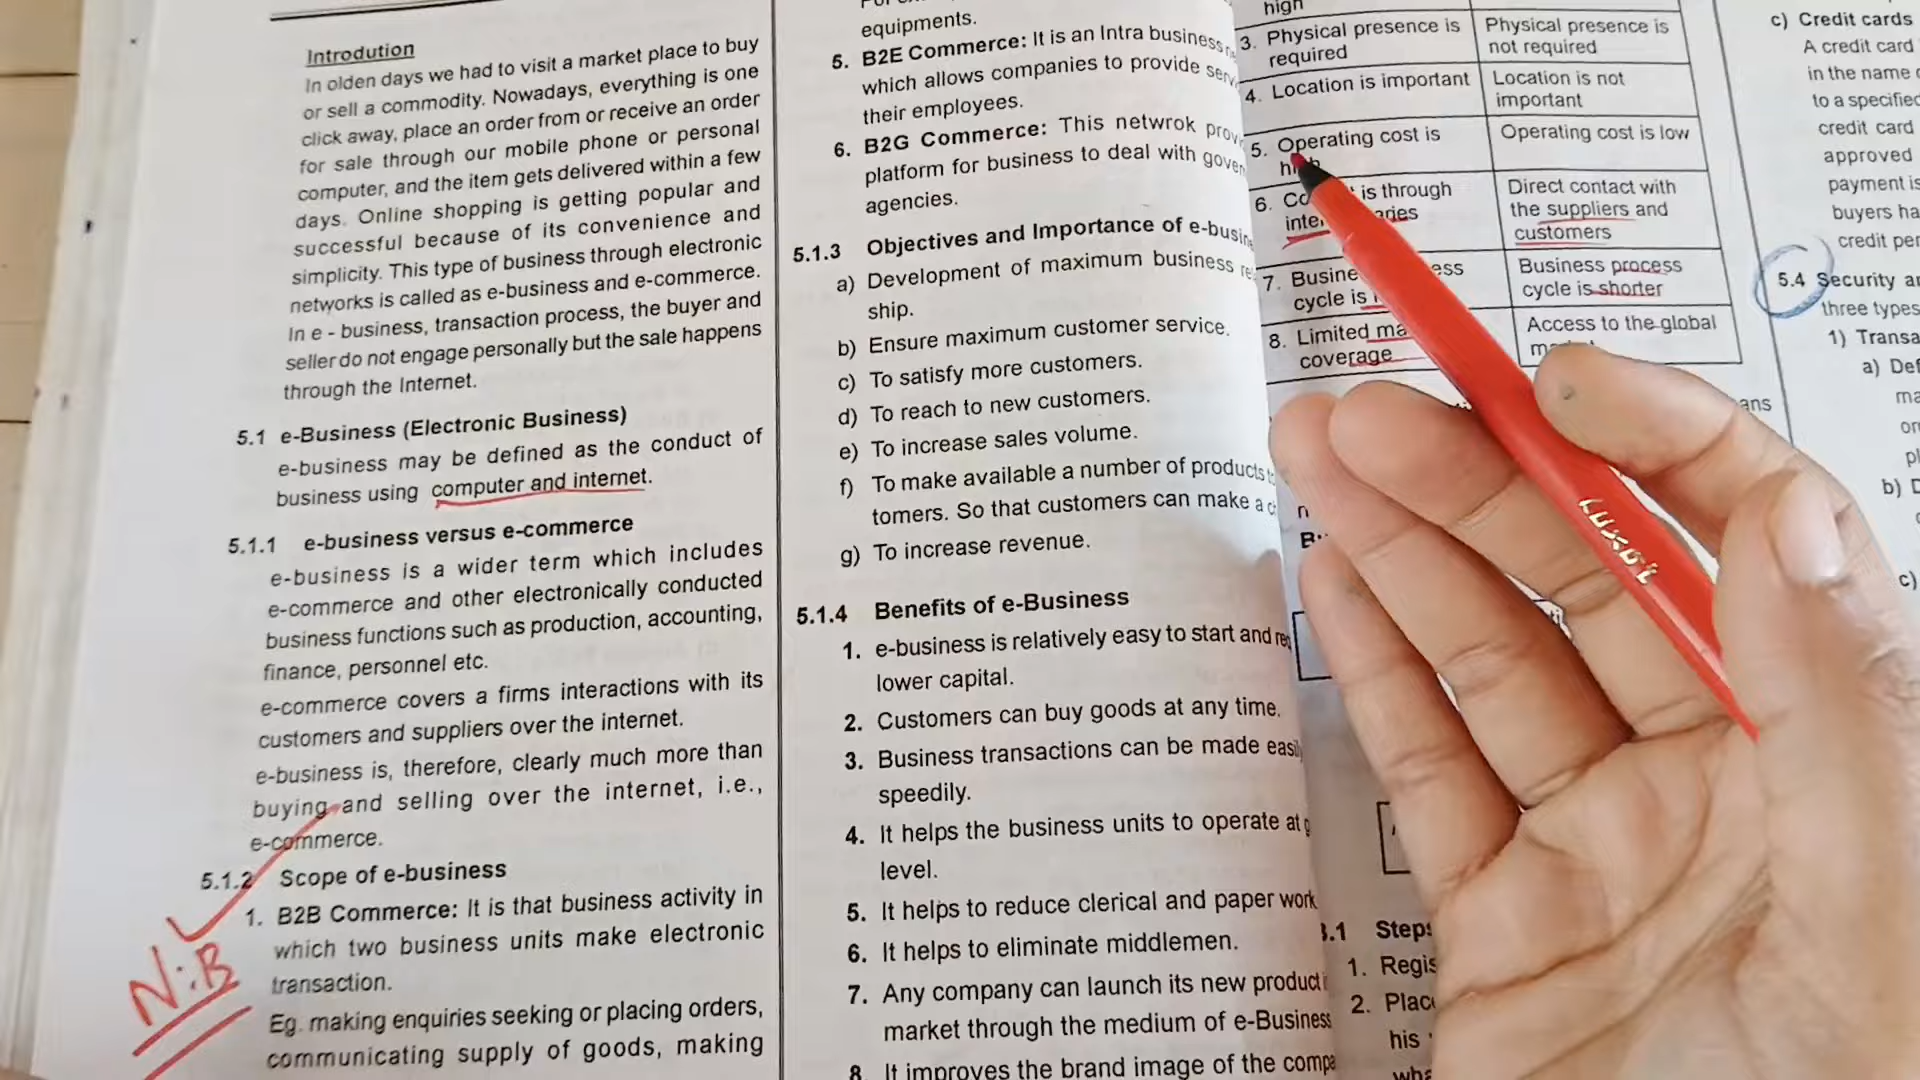 Introdution
In olden days we had to visit a market place to buy
or sell a commodity. Nowadays, everything is one
click away, place an order from or receive an order
for sale through our mobile phone or personal
computer, and the item gets delivered within a few
days. Online shopping is getting popular and
successful because of its convenience and
simplicity. This type of business through electronic
networks is called as e-business and e-commerce.
In e - business, transaction process, the buyer and
seller do not engage personally but the sale happens
through the Internet.
5.1 e-Business (Electronic Business)
e-business may be defined as the conduct of
business using computer and internet.
5.1.1 e-business versus e-commerce
e-business is a wider term which includes
e-commerce and other electronically conducted
business functions such as production, accounting,
finance, personnel etc.
e-commerce covers a firms interactions with its
customers and suppliers over the internet.
e-business is, therefore, clearly much more than
buying and selling over the internet, i.e.,
e-commerce.
5.1.2 Scope of e-business
1. B2B Commerce: It is that business activity in
which two business units make electronic
transaction.
Eg. making enquiries seeking or placing orders,
communicating supply of goods, making
N:B
equipments.
5. B2E Commerce: It is an Intra business
which allows companies to provide
their employees.
6. B2G Commerce: This netwrok
platform for business to deal with
agencies.
5.1.3 Objectives and Importance of
a) Development of maximum business
ship.
b) Ensure maximum customer service.
c) To satisfy more customers.
d) To reach to new customers.
e) To increase sales volume.
f) To make available a number of products
tomers. So that customers can make a
g) To increase revenue.
5.1.4 Benefits of e-Business
1. e-business is relatively easy to start and
lower capital.
2. Customers can buy goods at any time.
3. Business transactions can be made
speedily.
4. It helps the business units to operate at
level.
5. It helps to reduce clerical and paper work
6. It helps to eliminate middlemen.
7. Any company can launch its new product
market through the medium of e-Business
8. It improves the brand image of the
high
3. Physical presence is
required
Physical presence is
not required
4. Location is important
Location is not
important
5. Operating cost is
Operating cost is low
6. is through
Direct contact with
the suppliers and
customers
7.
cycle is
Business process
cycle is shorter
8. Limited
coverage
Access to the global
Steps
1.
2.
his
c) Credit cards
A credit card
in the name
to a specified
credit card
approved
payment is
buyers
credit
5.4 Security
three types
1)
a)
b)
c)